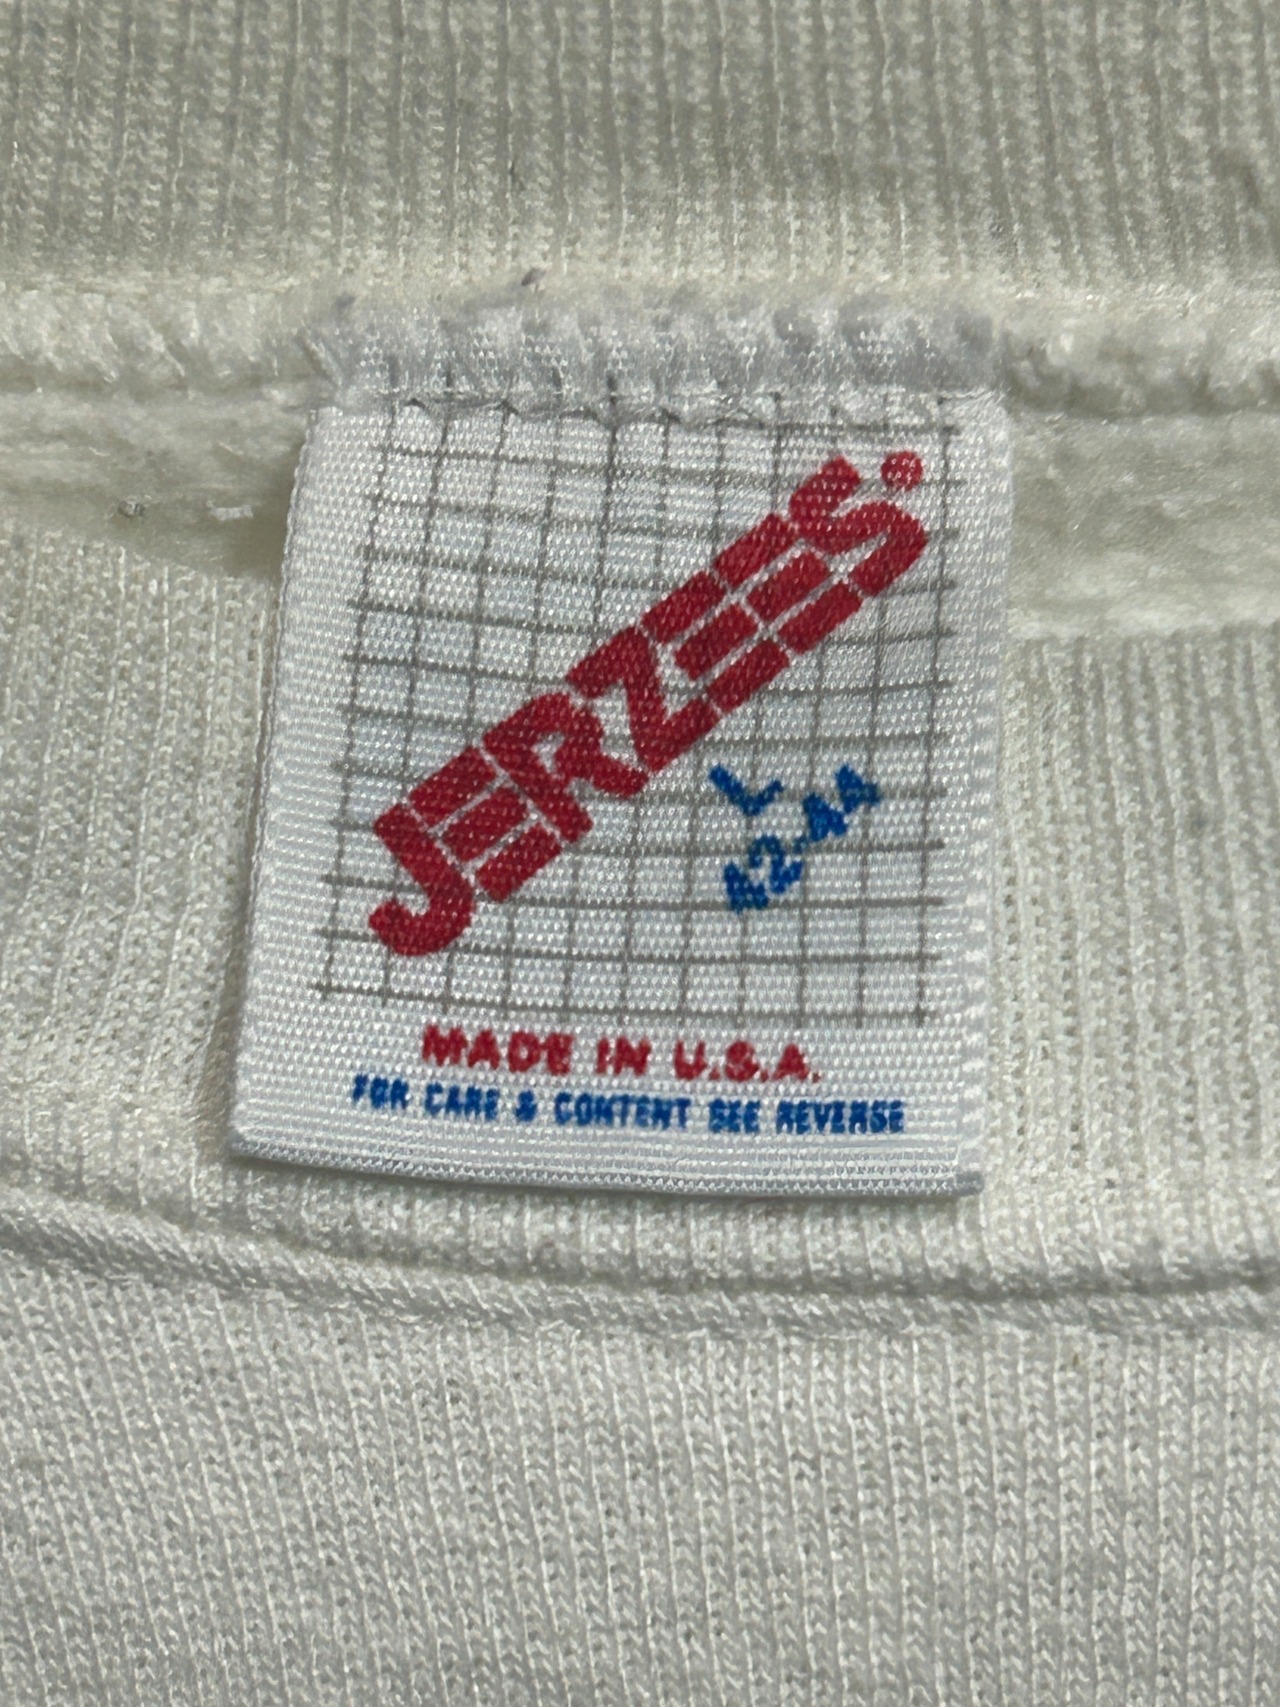 JERZEES
L
42-44
MADE IN U.S.A.
FOR CARE & CONTENT SEE REVERSE